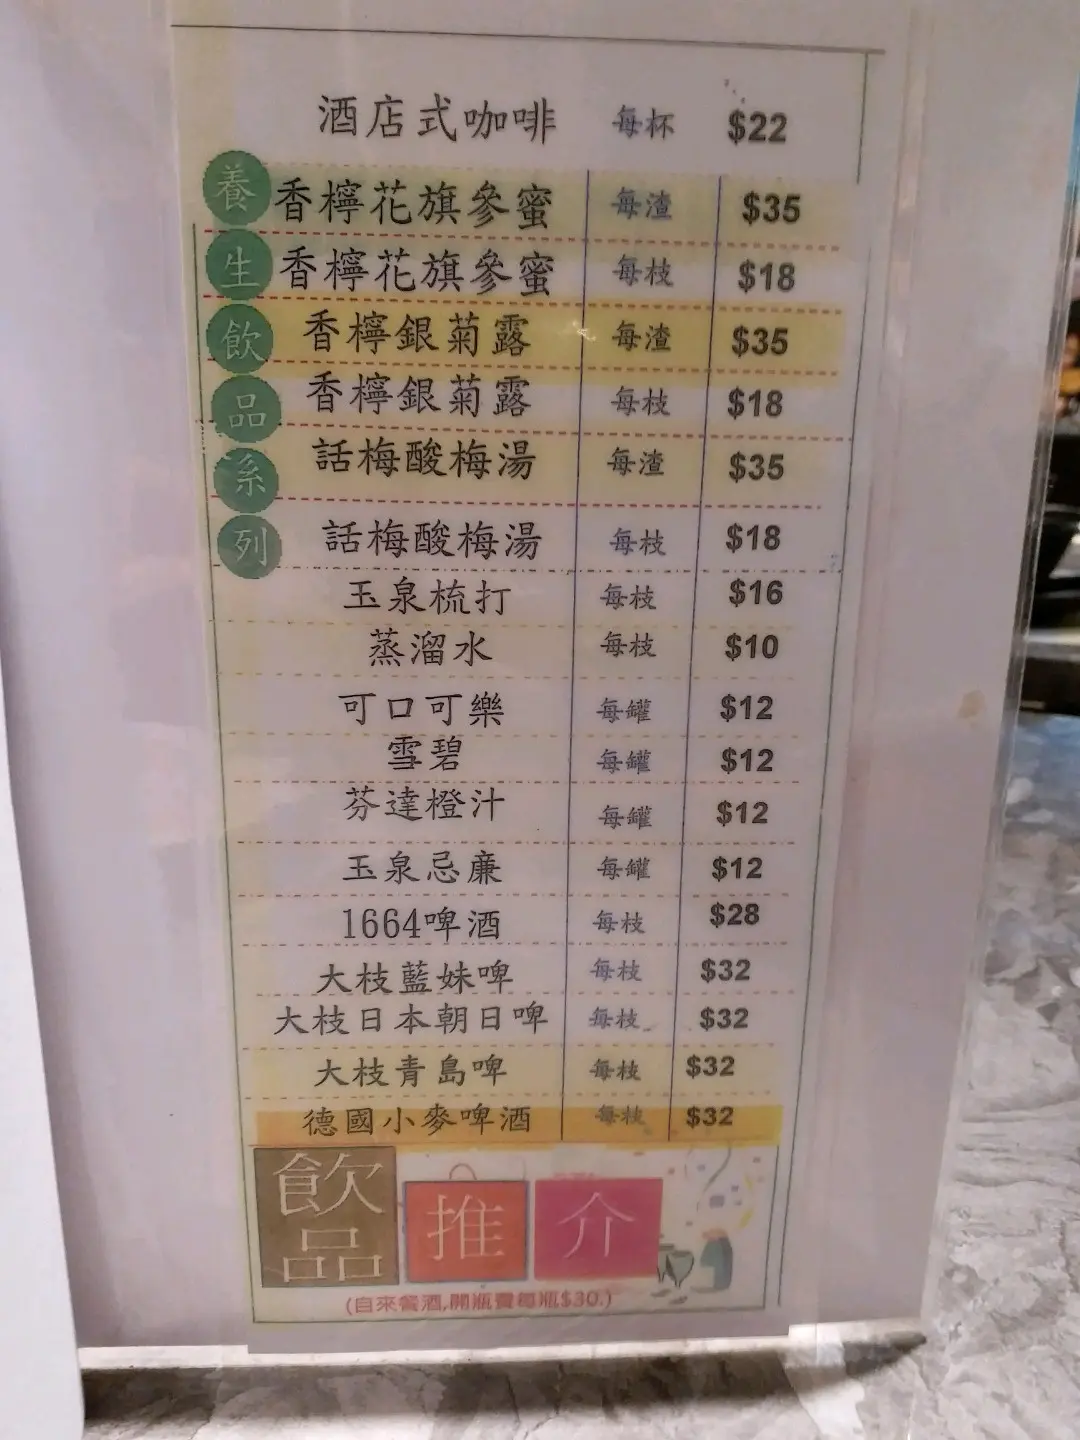 酒店式咖啡 每杯 $22
養生飲品系列
香檸花旗參蜜 每渣 $35
香檸花旗參蜜 每枝 $18
香檸銀菊露 每渣 $35
香檸銀菊露 每枝 $18
話梅酸梅湯 每渣 $35
話梅酸梅湯 每枝 $18
玉泉梳打 每枝 $16
蒸溜水 每枝 $10
可口可樂 每罐 $12
雪碧 每罐 $12
芬達橙汁 每罐 $12
玉泉忌廉 每罐 $12
1664啤酒 每枝 $28
大枝藍妹啤 每枝 $32
大枝日本朝日啤 每枝 $32
大枝青島啤 每枝 $32
德國小麥啤酒 每枝 $32
飲品推介
(自來餐酒,開瓶費每瓶$30.)